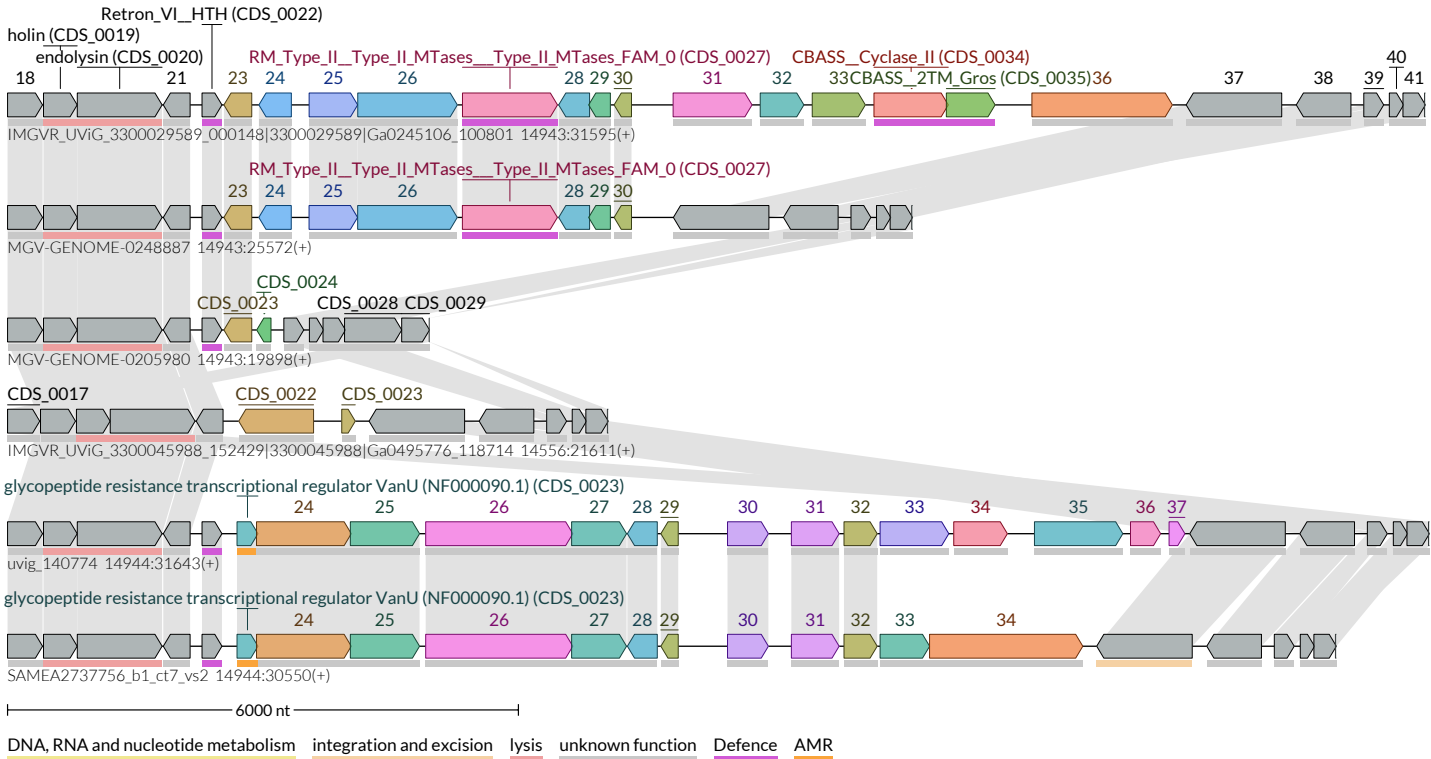 Retron_VI__HTH (CDS_0022)
holin (CDS_0019)
endolysin (CDS_0020) RM_Type_II__Type_II_MTases___Type_II_MTases_FAM_0 (CDS_0027) CBASS__Cyclase_II (CDS_0034) 40
18 21 23 24 25 26 28 29 30 31 32 33 CBASS__2TM_Gros (CDS_0035) 36 37 38 39 41
IMGVR_UViG_3300029589_000148|3300029589|Ga0245106_100801 14943:31595(+)
RM_Type_II__Type_II_MTases___Type_II_MTases_FAM_0 (CDS_0027)
23 24 25 26 28 29 30
MGV-GENOME-0248887 14943:25572(+)
CDS_0024
CDS_0023 CDS_0028 CDS_0029
MGV-GENOME-0205980 14943:19898(+)
CDS_0017 CDS_0022 CDS_0023
IMGVR_UViG_3300045988_152429|3300045988|Ga0495776_118714 14556:21611(+)
glycopeptide resistance transcriptional regulator VanU (NF000090.1) (CDS_0023)
24 25 26 27 28 29 30 31 32 33 34 35 36 37
uvig_140774 14944:31643(+)
glycopeptide resistance transcriptional regulator VanU (NF000090.1) (CDS_0023)
24 25 26 27 28 29 30 31 32 33 34
SAMEA2737756_b1_ct7_vs2 14944:30550(+)
6000 nt
DNA, RNA and nucleotide metabolism integration and excision lysis unknown function Defence AMR